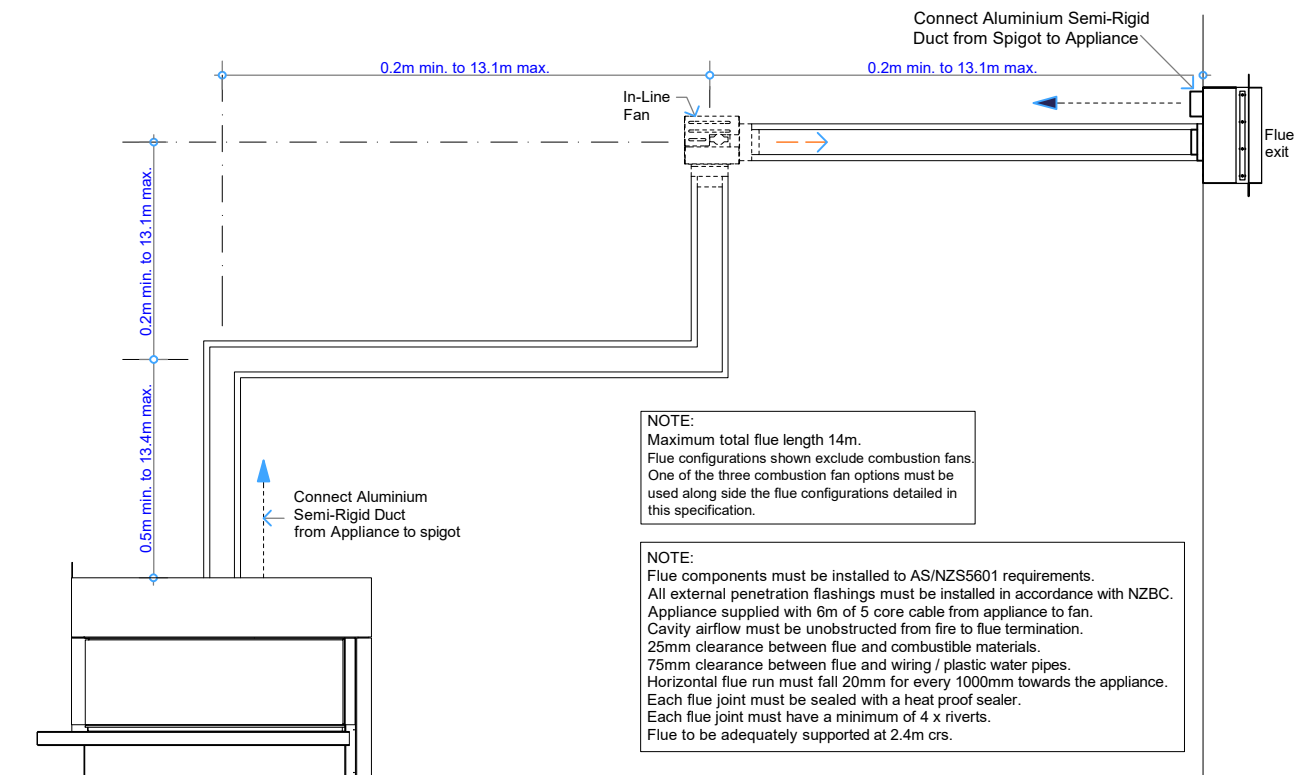 Connect Aluminium Semi-Rigid
Duct from Spigot to Appliance
0.2m min. to 13.1m max.
0.2m min. to 13.1m max.
In-Line
Fan
Flue
exit
0.2m min. to 13.1m max.
0.5m min. to 13.4m max.
Connect Aluminium
Semi-Rigid Duct
from Appliance to spigot
NOTE:
Maximum total flue length 14m.
Flue configurations shown exclude combustion fans.
One of the three combustion fan options must be
used along side the flue configurations detailed in
this specification.
NOTE:
Flue components must be installed to AS/NZS5601 requirements.
All external penetration flashings must be installed in accordance with NZBC.
Appliance supplied with 6m of 5 core cable from appliance to fan.
Cavity airflow must be unobstructed from fire to flue termination.
25mm clearance between flue and combustible materials.
75mm clearance between flue and wiring / plastic water pipes.
Horizontal flue run must fall 20mm for every 1000mm towards the appliance.
Each flue joint must be sealed with a heat proof sealer.
Each flue joint must have a minimum of 4 x riverts.
Flue to be adequately supported at 2.4m crs.